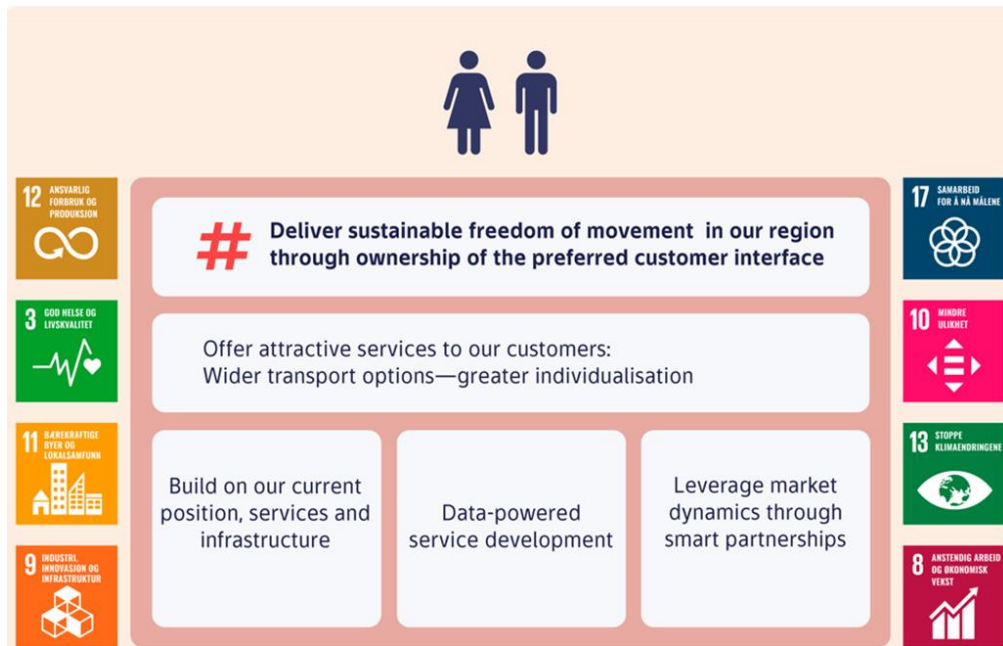 12 ANSVARLIG
FORBRUK OG
PRODUKSJON
3 GOD HELSE OG
LIVSKVALITET
11 BÆREKRAFTIGE
BYER OG
LOKALSAMFUNN
9 INDUSTRI,
INNOVASJON OG
INFRASTRUKTUR
# Deliver sustainable freedom of movement in our region
through ownership of the preferred customer interface
Offer attractive services to our customers:
Wider transport options—greater individualisation
Build on our current
position, services and
infrastructure
Data-powered
service development
Leverage market
dynamics through
smart partnerships
17 SAMARBEID
FOR Å NÅ MÅLENE
10 MINDRE
ULIKHET
13 STOPPE
KLIMAENDRINGENE
8 ANSTENDIG ARBEID
OG ØKONOMISK
VEKST